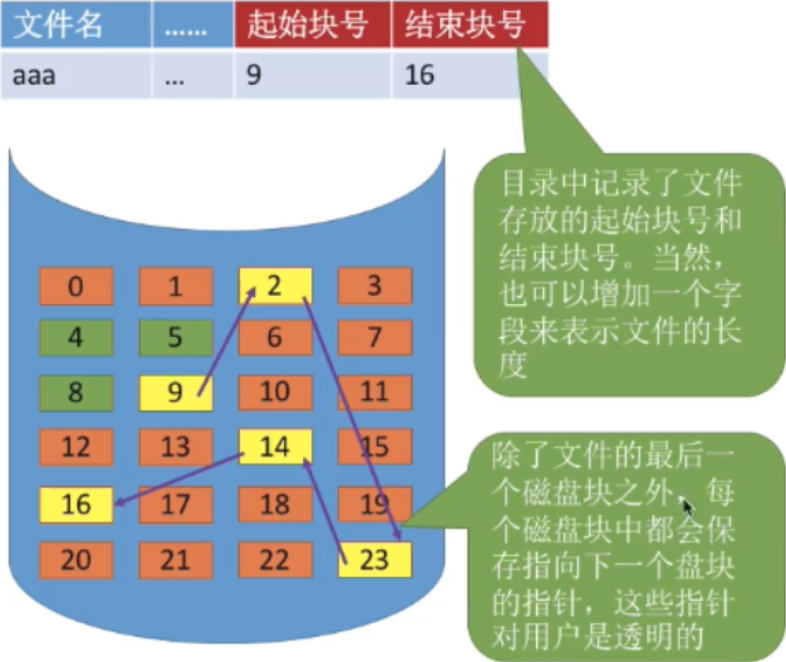 文件名 …… 起始块号 结束块号
aaa … 9 16
目录中记录了文件
存放的起始块号和
结束块号。当然，
也可以增加一个字
段来表示文件的长
度
0 1 2 3
4 5 6 7
8 9 10 11
12 13 14 15
16 17 18 19
20 21 22 23
除了文件的最后一
个磁盘块之外，每
个磁盘块中都会保
存指向下一个盘块
的指针，这些指针
对用户是透明的